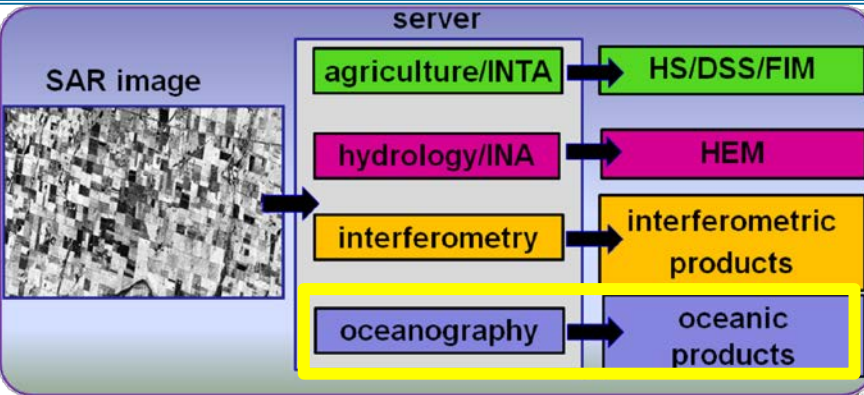 server
SAR image
agriculture/INTA
HS/DSS/FIM
hydrology/INA
HEM
interferometry
interferometric
products
oceanography
oceanic
products